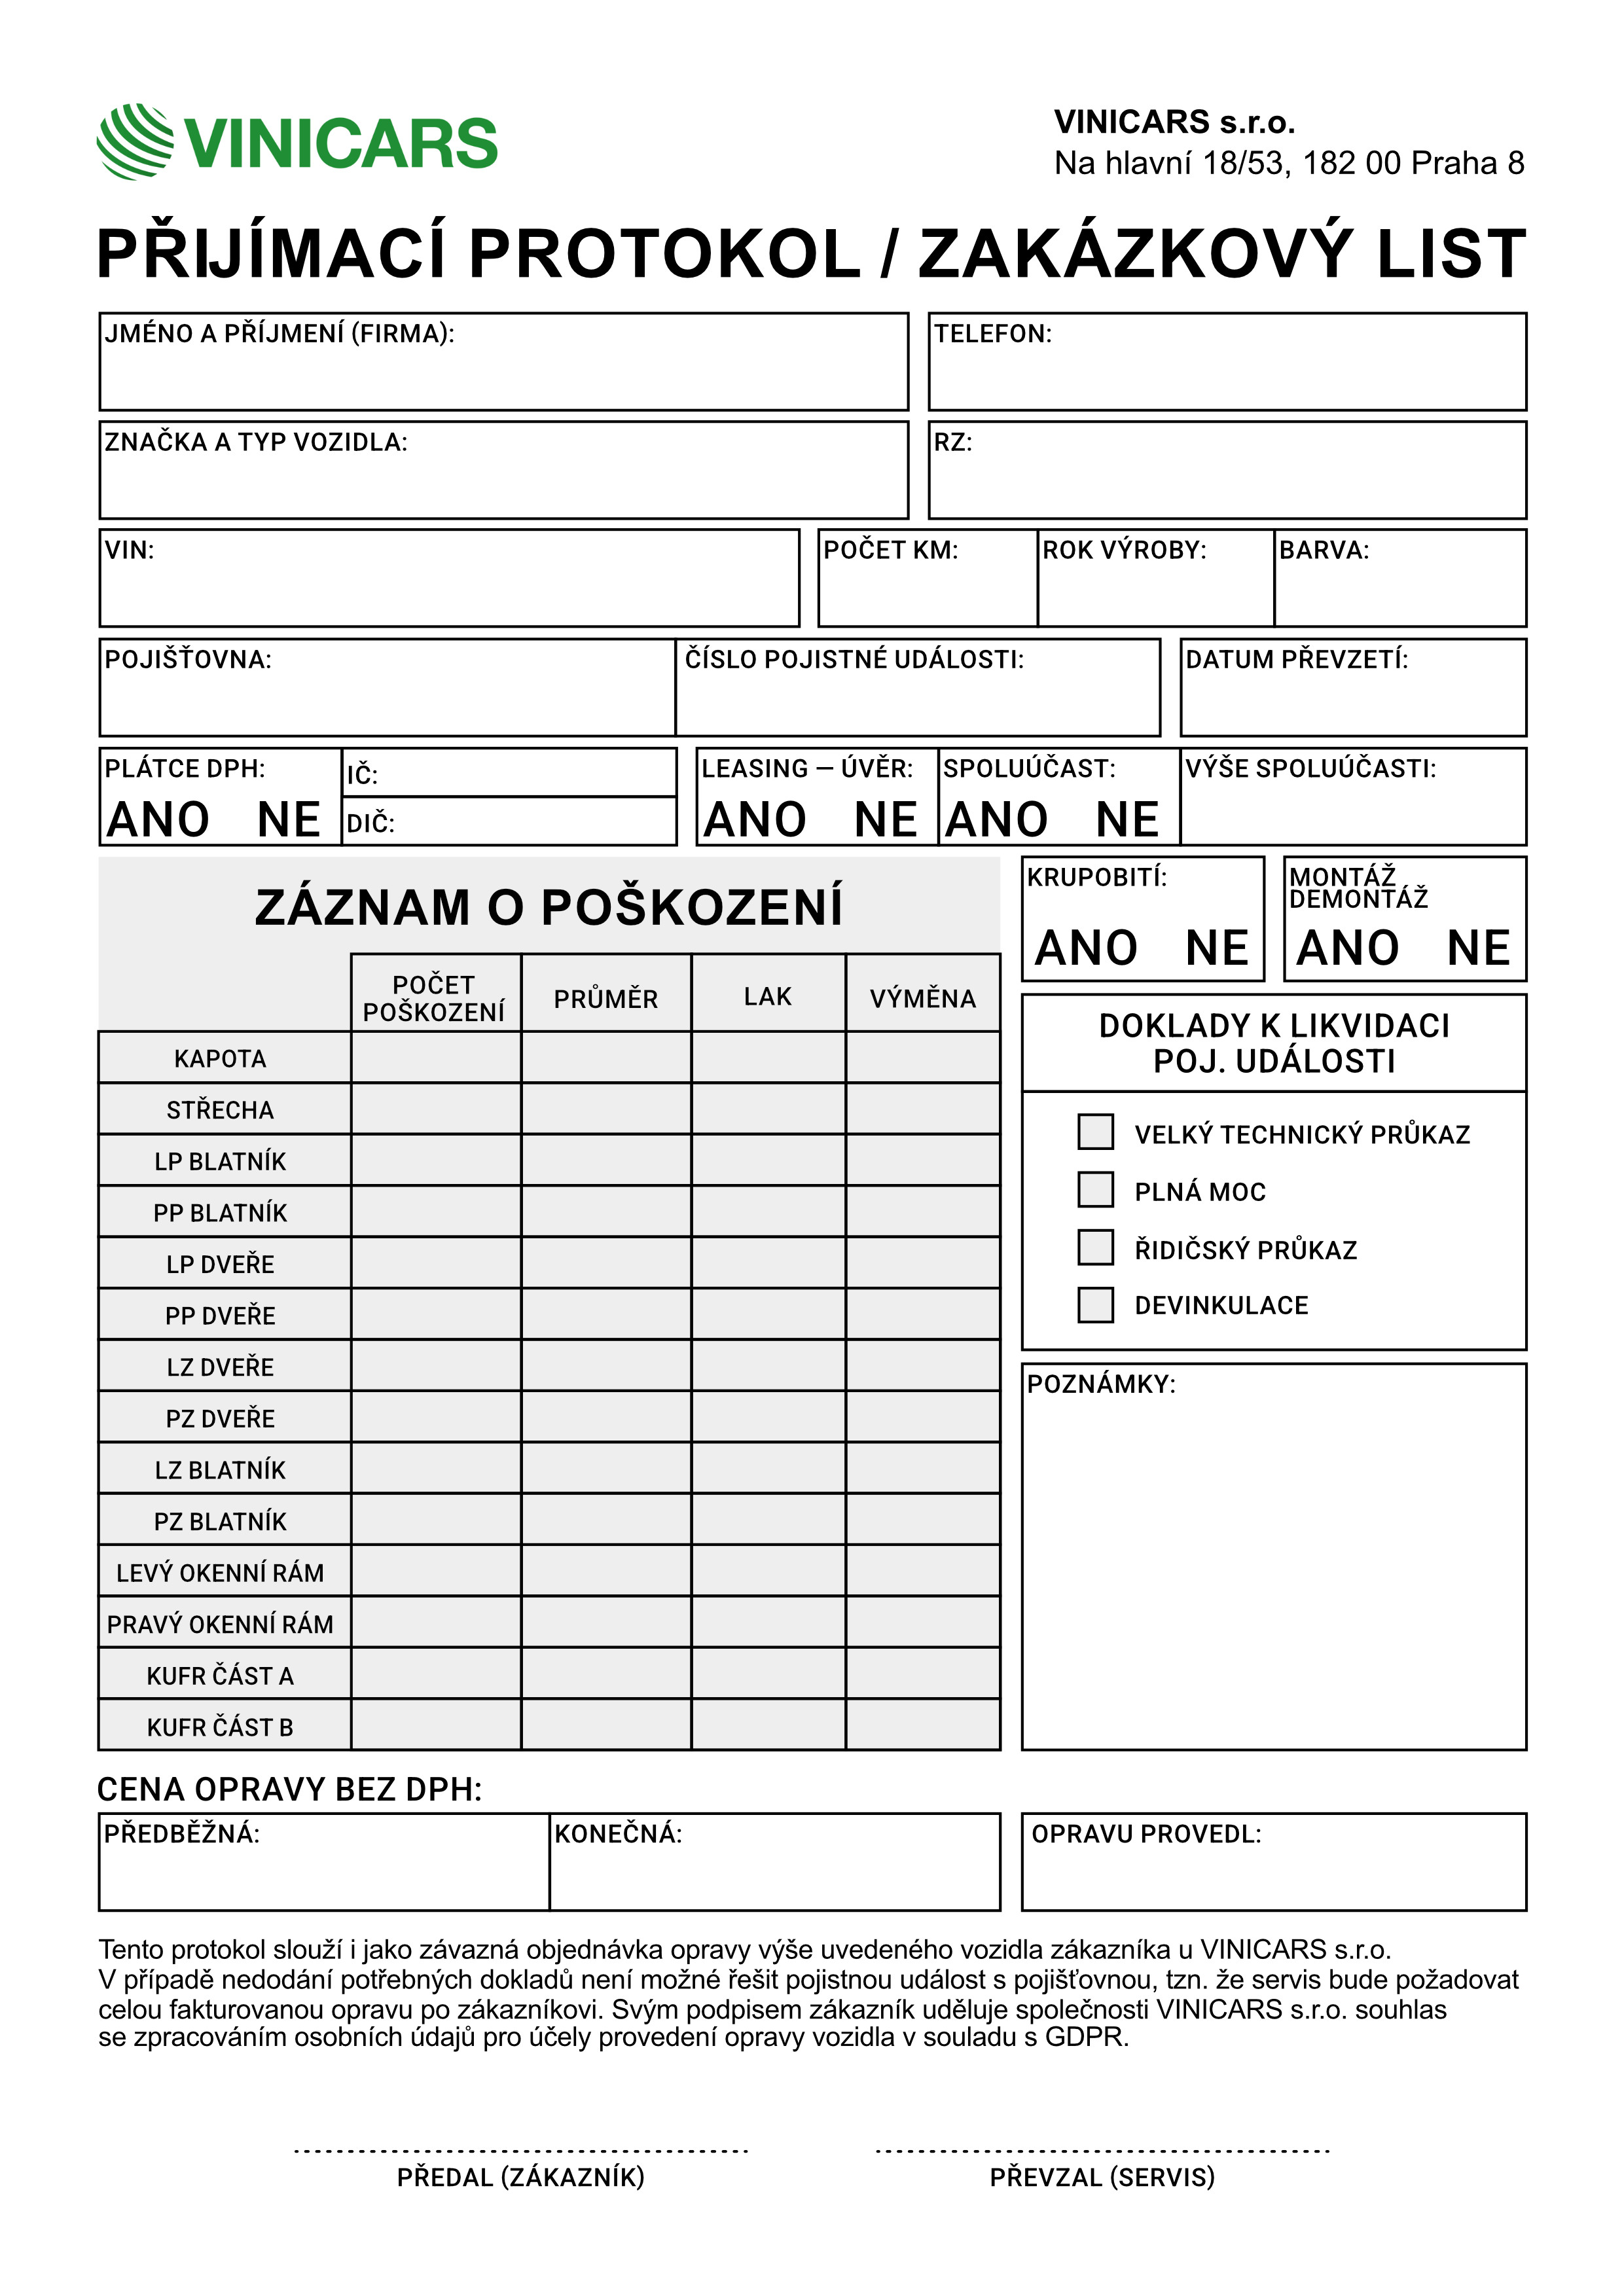 VINICARS
VINICARS s.r.o.
Na hlavní 18/53, 182 00 Praha 8
PŘIJÍMACÍ PROTOKOL / ZAKÁZKOVÝ LIST
JMÉNO A PŘÍJMENÍ (FIRMA):
TELEFON:
ZNAČKA A TYP VOZIDLA:
RZ:
VIN:
POČET KM:
ROK VÝROBY:
BARVA:
POJIŠŤOVNA:
ČÍSLO POJISTNÉ UDÁLOSTI:
DATUM PŘEVZETÍ:
PLÁTCE DPH:
ANO NE
IČ:
DIČ:
LEASING – ÚVĚR:
ANO NE
SPOLUÚČAST:
ANO NE
VÝŠE SPOLUÚČASTI:
ZÁZNAM O POŠKOZENÍ
POČET
POŠKOZENÍ
PRŮMĚR
LAK
VÝMĚNA
KAPOTA
STŘECHA
LP BLATNÍK
PP BLATNÍK
LP DVEŘE
PP DVEŘE
LZ DVEŘE
PZ DVEŘE
LZ BLATNÍK
PZ BLATNÍK
LEVÝ OKENNÍ RÁM
PRAVÝ OKENNÍ RÁM
KUFR ČÁST A
KUFR ČÁST B
KRUPOBITÍ:
ANO NE
MONTÁŽ
DEMONTÁŽ
ANO NE
DOKLADY K LIKVIDACI
POJ. UDÁLOSTI
VELKÝ TECHNICKÝ PRŮKAZ
PLNÁ MOC
ŘIDIČSKÝ PRŮKAZ
DEVINKULACE
POZNÁMKY:
CENA OPRAVY BEZ DPH:
PŘEDBĚŽNÁ:
KONEČNÁ:
OPRAVU PROVEDL:
Tento protokol slouží i jako závazná objednávka opravy výše uvedeného vozidla zákazníka u VINICARS s.r.o.
V případě nedodání potřebných dokladů není možné řešit pojistnou událost s pojišťovnou, tzn. že servis bude požadovat
celou fakturovanou opravu po zákazníkovi. Svým podpisem zákazník uděluje společnosti VINICARS s.r.o. souhlas
se zpracováním osobních údajů pro účely provedení opravy vozidla v souladu s GDPR.
PŘEDAL (ZÁKAZNÍK)
PŘEVZAL (SERVIS)